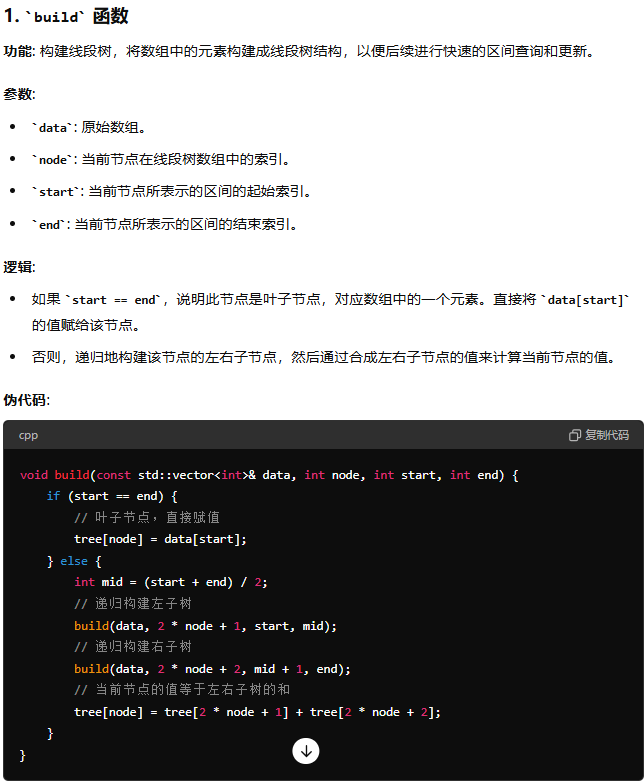 1. `build` 函数
功能: 构建线段树，将数组中的元素构建成线段树结构，以便后续进行快速的区间查询和更新。
参数:
• `data`: 原始数组。
• `node`: 当前节点在线段树数组中的索引。
• `start`: 当前节点所表示的区间的起始索引。
• `end`: 当前节点所表示的区间的结束索引。
逻辑:
• 如果 `start == end`，说明此节点是叶子节点，对应数组中的一个元素。直接将 `data[start]`
的值赋给该节点。
• 否则，递归地构建该节点的左右子节点，然后通过合成左右子节点的值来计算当前节点的值。
伪代码:
cpp 复制代码
void build(const std::vector<int>& data, int node, int start, int end) {
    if (start == end) {
        // 叶子节点，直接赋值
        tree[node] = data[start];
    } else {
        int mid = (start + end) / 2;
        // 递归构建左子树
        build(data, 2 * node + 1, start, mid);
        // 递归构建右子树
        build(data, 2 * node + 2, mid + 1, end);
        // 当前节点的值等于左右子树的和
        tree[node] = tree[2 * node + 1] + tree[2 * node + 2];
    }
}